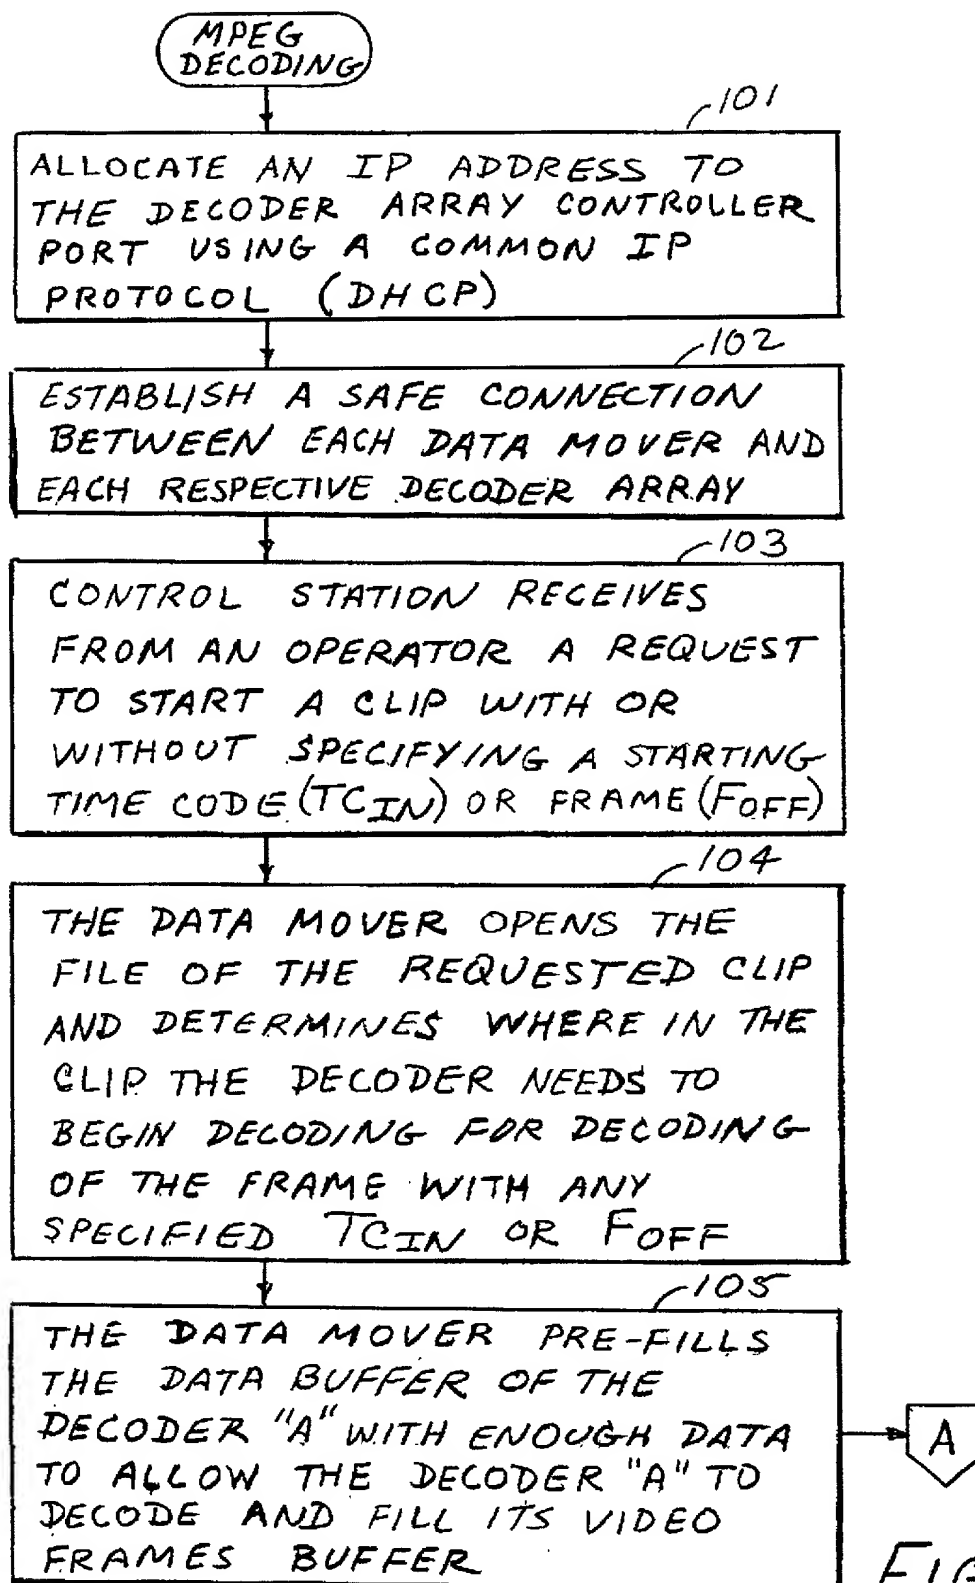 MPEG
DECODING
101
ALLOCATE AN IP ADDRESS TO
THE DECODER ARRAY CONTROLLER
PORT USING A COMMON IP
PROTOCOL (DHCP)
102
ESTABLISH A SAFE CONNECTION
BETWEEN EACH DATA MOVER AND
EACH RESPECTIVE DECODER ARRAY
103
CONTROL STATION RECEIVES
FROM AN OPERATOR A REQUEST
TO START A CLIP WITH OR
WITHOUT SPECIFYING A STARTING
TIME CODE (TCIN) OR FRAME (FOFF)
104
THE DATA MOVER OPENS THE
FILE OF THE REQUESTED CLIP
AND DETERMINES WHERE IN THE
CLIP THE DECODER NEEDS TO
BEGIN DECODING FOR DECODING
OF THE FRAME WITH ANY
SPECIFIED TCIN OR FOFF
105
THE DATA MOVER PRE-FILLS
THE DATA BUFFER OF THE
DECODER "A" WITH ENOUGH DATA
TO ALLOW THE DECODER "A" TO
DECODE AND FILL ITS VIDEO
FRAMES BUFFER
A
FIG